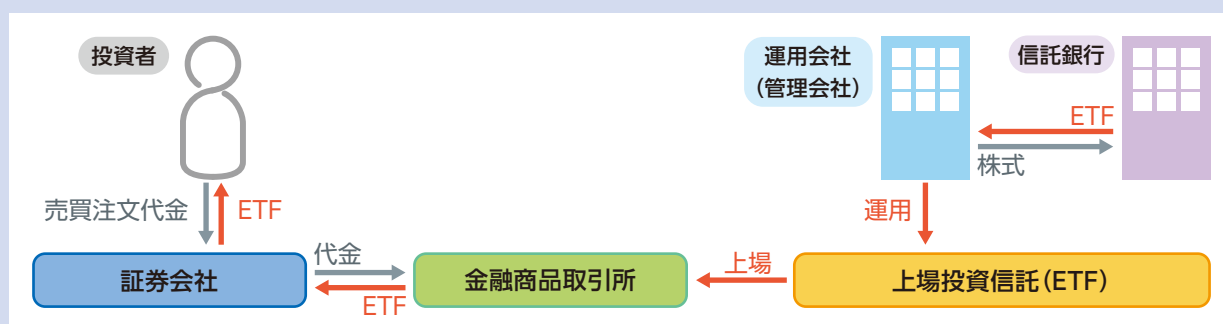 投資者
運用会社
(管理会社)
信託銀行
ETF
株式
売買注文代金
ETF
運用
証券会社
代金
ETF
金融商品取引所
上場
上場投資信託(ETF)